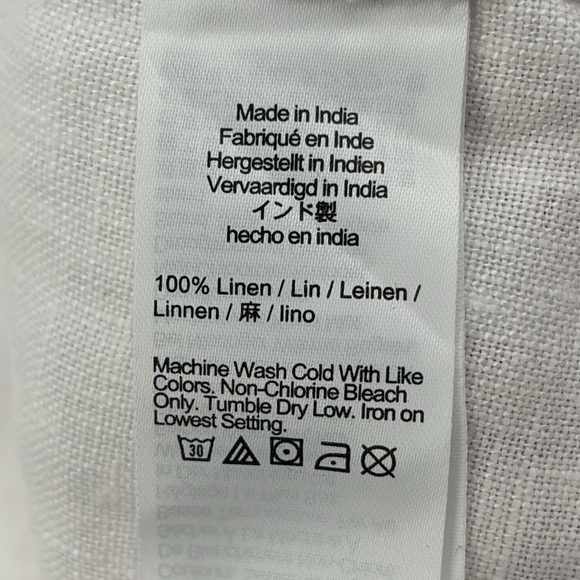 Made in India
Fabriqué en Inde
Hergestellt in Indien
Vervaardigd in India
インド製
hecho en india
100% Linen / Lin / Leinen /
Linnen / 麻 / lino
Machine Wash Cold With Like
Colors. Non-Chlorine Bleach
Only. Tumble Dry Low. Iron on
Lowest Setting.
30